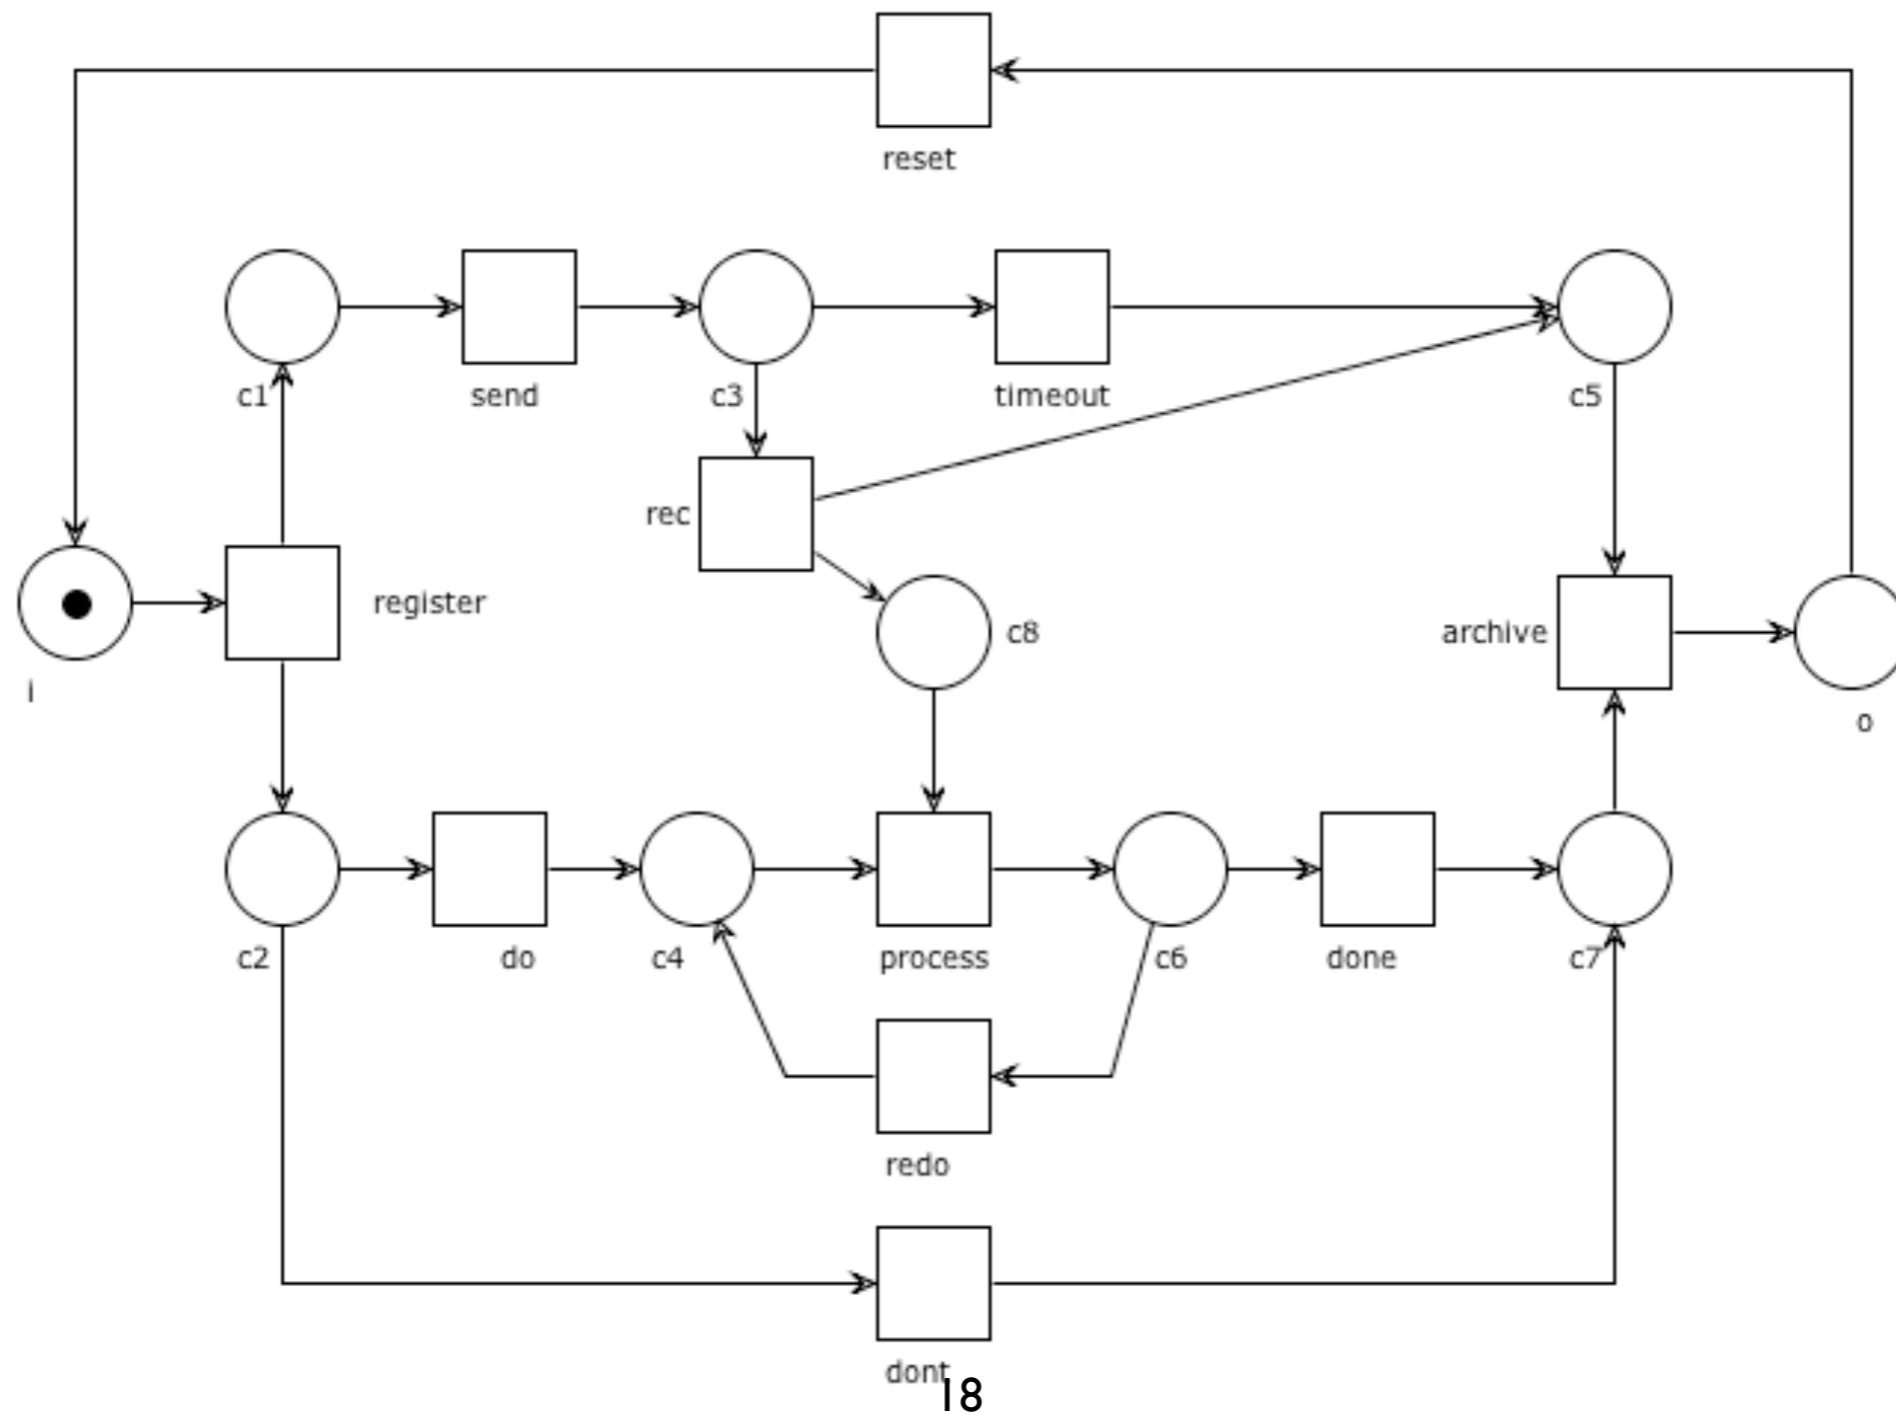 reset
c1
send
c3
timeout
c5
rec
i
register
c8
archive
o
c2
do
c4
process
c6
done
c7
redo
dont
18